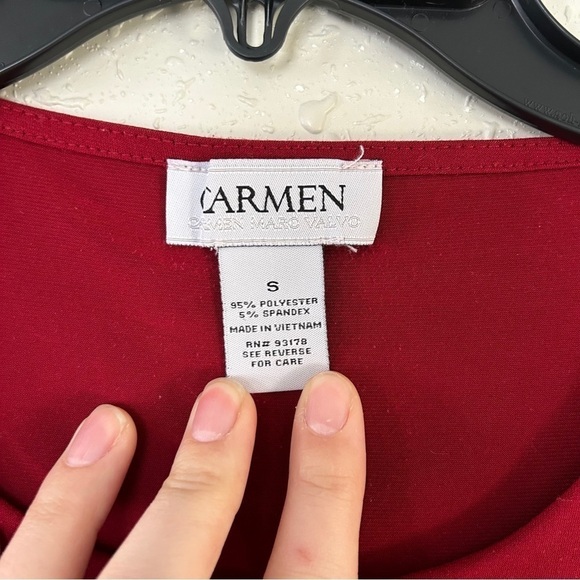 CARMEN
CARMEN MARC VALVO
S
95% POLYESTER
5% SPANDEX
MADE IN VIETNAM
RN# 93178
SEE REVERSE
FOR CARE